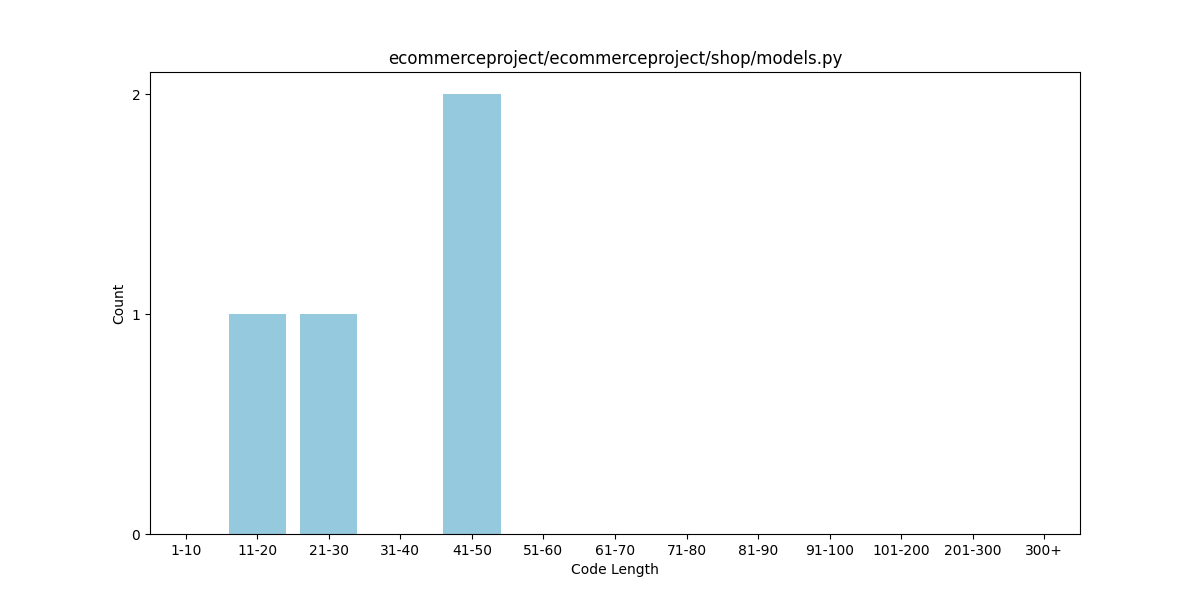 ecommerceproject/ecommerceproject/shop/models.py
2
1
0
Count
1-10 11-20 21-30 31-40 41-50 51-60 61-70 71-80 81-90 91-100 101-200 201-300 300+
Code Length